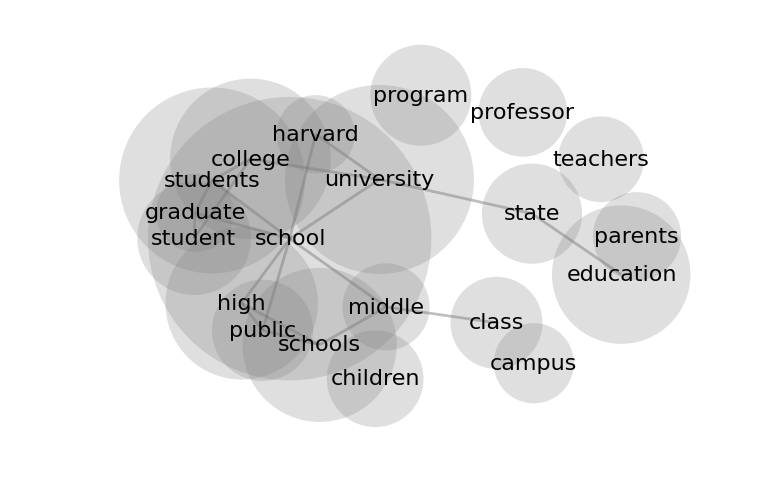 program
professor
harvard
college
teachers
students
university
graduate
state
student
school
parents
education
high
middle
public
class
schools
campus
children